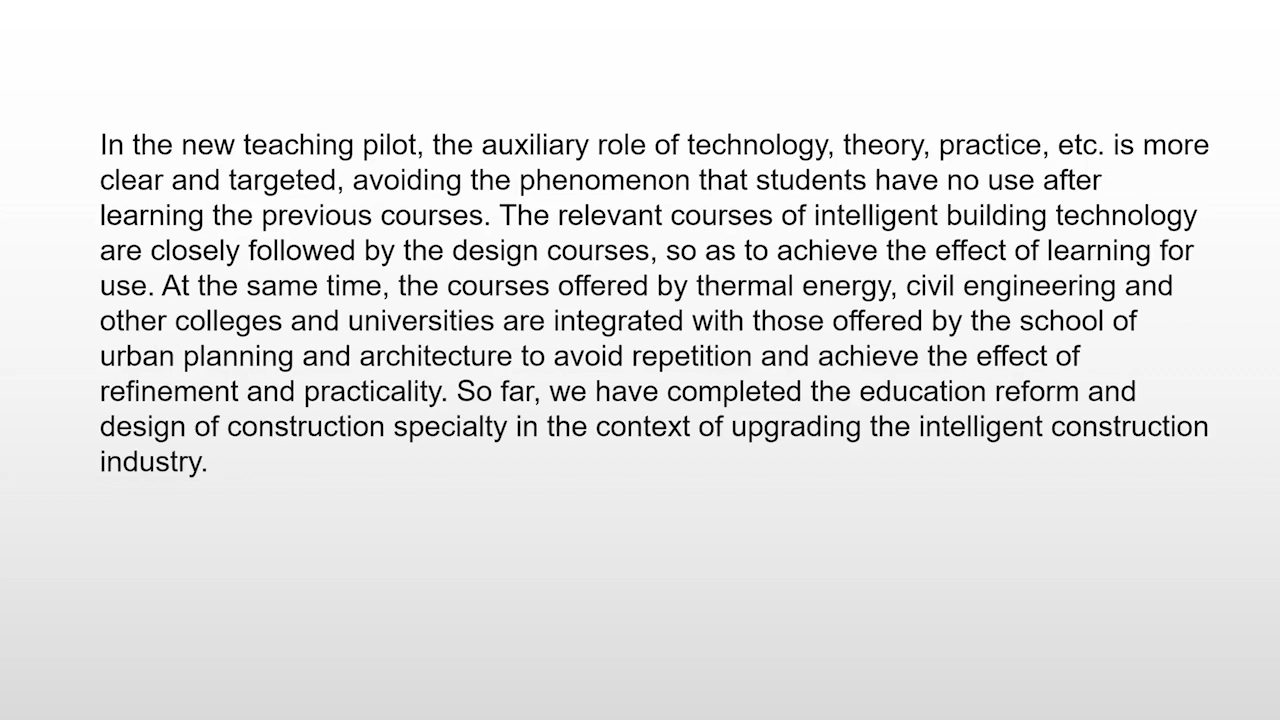 In the new teaching pilot, the auxiliary role of technology, theory, practice, etc. is more
clear and targeted, avoiding the phenomenon that students have no use after
learning the previous courses. The relevant courses of intelligent building technology
are closely followed by the design courses, so as to achieve the effect of learning for
use. At the same time, the courses offered by thermal energy, civil engineering and
other colleges and universities are integrated with those offered by the school of
urban planning and architecture to avoid repetition and achieve the effect of
refinement and practicality. So far, we have completed the education reform and
design of construction specialty in the context of upgrading the intelligent construction
industry.